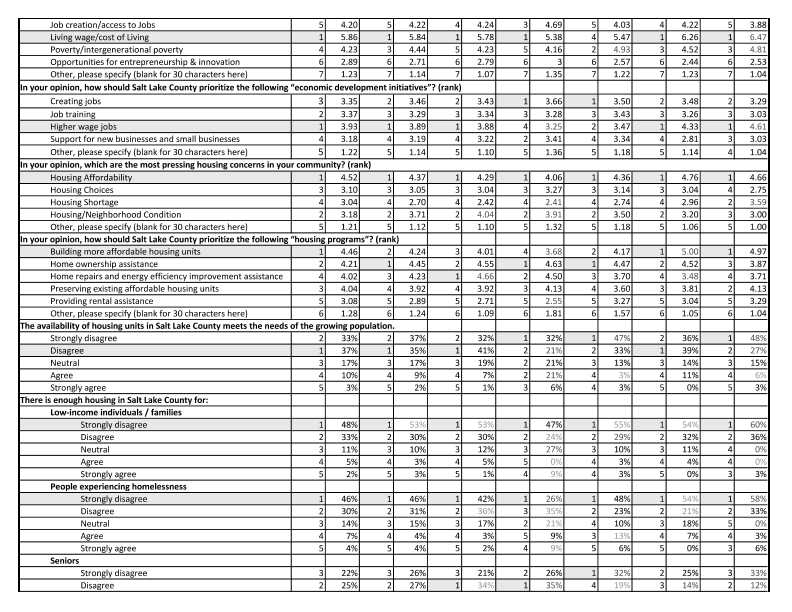 Job creation/access to Jobs 5 4.20 5 4.22 4 4.24 3 4.69 5 4.03 4 4.22 5 3.88
Living wage/cost of Living 1 5.86 1 5.84 1 5.78 1 5.38 4 5.47 1 6.26 1 6.47
Poverty/intergenerational poverty 4 4.23 3 4.44 5 4.23 5 4.16 2 4.93 3 4.52 3 4.81
Opportunities for entrepreneurship & innovation 6 2.89 6 2.71 6 2.79 6 3 6 2.57 6 2.44 6 2.53
Other, please specify (blank for 30 characters here) 7 1.23 7 1.14 7 1.07 7 1.35 7 1.22 7 1.23 7 1.04
In your opinion, how should Salt Lake County prioritize the following “economic development initiatives”? (rank)
Creating jobs 3 3.35 2 3.46 2 3.43 1 3.66 1 3.50 2 3.48 2 3.29
Job training 2 3.37 3 3.29 3 3.34 3 3.28 3 3.43 3 3.26 3 3.03
Higher wage jobs 1 3.93 1 3.89 1 3.88 4 3.25 2 3.47 1 4.33 1 4.61
Support for new businesses and small businesses 4 3.18 4 3.19 4 3.22 2 3.41 4 3.34 4 2.81 3 3.03
Other, please specify (blank for 30 characters here) 5 1.22 5 1.14 5 1.10 5 1.36 5 1.18 5 1.14 4 1.04
In your opinion, which are the most pressing housing concerns in your community? (rank)
Housing Affordability 1 4.52 1 4.37 1 4.29 1 4.06 1 4.36 1 4.76 1 4.66
Housing Choices 3 3.10 3 3.05 3 3.04 3 3.27 3 3.14 3 3.04 4 2.75
Housing Shortage 4 3.04 4 2.70 4 2.42 4 2.41 4 2.74 4 2.96 2 3.59
Housing/Neighborhood Condition 2 3.18 2 3.71 2 4.04 2 3.91 2 3.50 2 3.20 3 3.00
Other, please specify (blank for 30 characters here) 5 1.21 5 1.12 5 1.10 5 1.32 5 1.18 5 1.06 5 1.00
In your opinion, how should Salt Lake County prioritize the following “housing programs”? (rank)
Building more affordable housing units 1 4.46 2 4.24 3 4.01 4 3.68 2 4.17 1 5.00 1 4.97
Home ownership assistance 2 4.21 1 4.45 2 4.55 1 4.63 1 4.47 2 4.52 3 3.87
Home repairs and energy efficiency improvement assistance 4 4.02 3 4.23 1 4.66 2 4.50 3 3.70 4 3.48 4 3.71
Preserving existing affordable housing units 3 4.04 4 3.92 4 3.92 3 4.13 4 3.60 3 3.81 2 4.13
Providing rental assistance 5 3.08 5 2.89 5 2.71 5 2.55 5 3.27 5 3.04 5 3.29
Other, please specify (blank for 30 characters here) 6 1.28 6 1.24 6 1.09 6 1.81 6 1.57 6 1.05 6 1.04
The availability of housing units in Salt Lake County meets the needs of the growing population.
Strongly disagree 2 33% 2 37% 2 32% 1 32% 1 47% 2 36% 1 48%
Disagree 1 37% 1 35% 1 41% 2 21% 2 33% 1 39% 2 27%
Neutral 3 17% 3 17% 3 19% 2 21% 3 13% 3 14% 3 15%
Agree 4 10% 4 9% 4 7% 2 21% 4 3% 4 11% 4 6%
Strongly agree 5 3% 5 2% 5 1% 3 6% 4 3% 5 0% 5 3%
There is enough housing in Salt Lake County for:
Low-income individuals / families
Strongly disagree 1 48% 1 53% 1 53% 1 47% 1 55% 1 54% 1 60%
Disagree 2 33% 2 30% 2 30% 3 24% 2 29% 2 32% 2 36%
Neutral 3 11% 3 10% 3 12% 2 27% 3 10% 3 11% 4 0%
Agree 4 5% 4 3% 4 5% 5 0% 4 3% 4 4% 4 0%
Strongly agree 5 2% 5 3% 5 1% 4 9% 4 3% 5 0% 3 3%
People experiencing homelessness
Strongly disagree 1 46% 1 46% 1 42% 2 26% 1 48% 1 54% 1 58%
Disagree 2 30% 2 31% 2 36% 1 35% 2 23% 2 21% 2 33%
Neutral 3 14% 3 15% 3 17% 3 21% 4 10% 3 18% 5 0%
Agree 4 7% 4 4% 4 3% 5 9% 3 13% 4 7% 4 3%
Strongly agree 5 4% 5 4% 5 2% 4 9% 5 6% 5 0% 3 6%
Seniors
Strongly disagree 3 22% 3 26% 3 21% 2 26% 1 32% 2 25% 3 33%
Disagree 2 25% 2 27% 1 34% 1 35% 4 19% 3 14% 2 12%